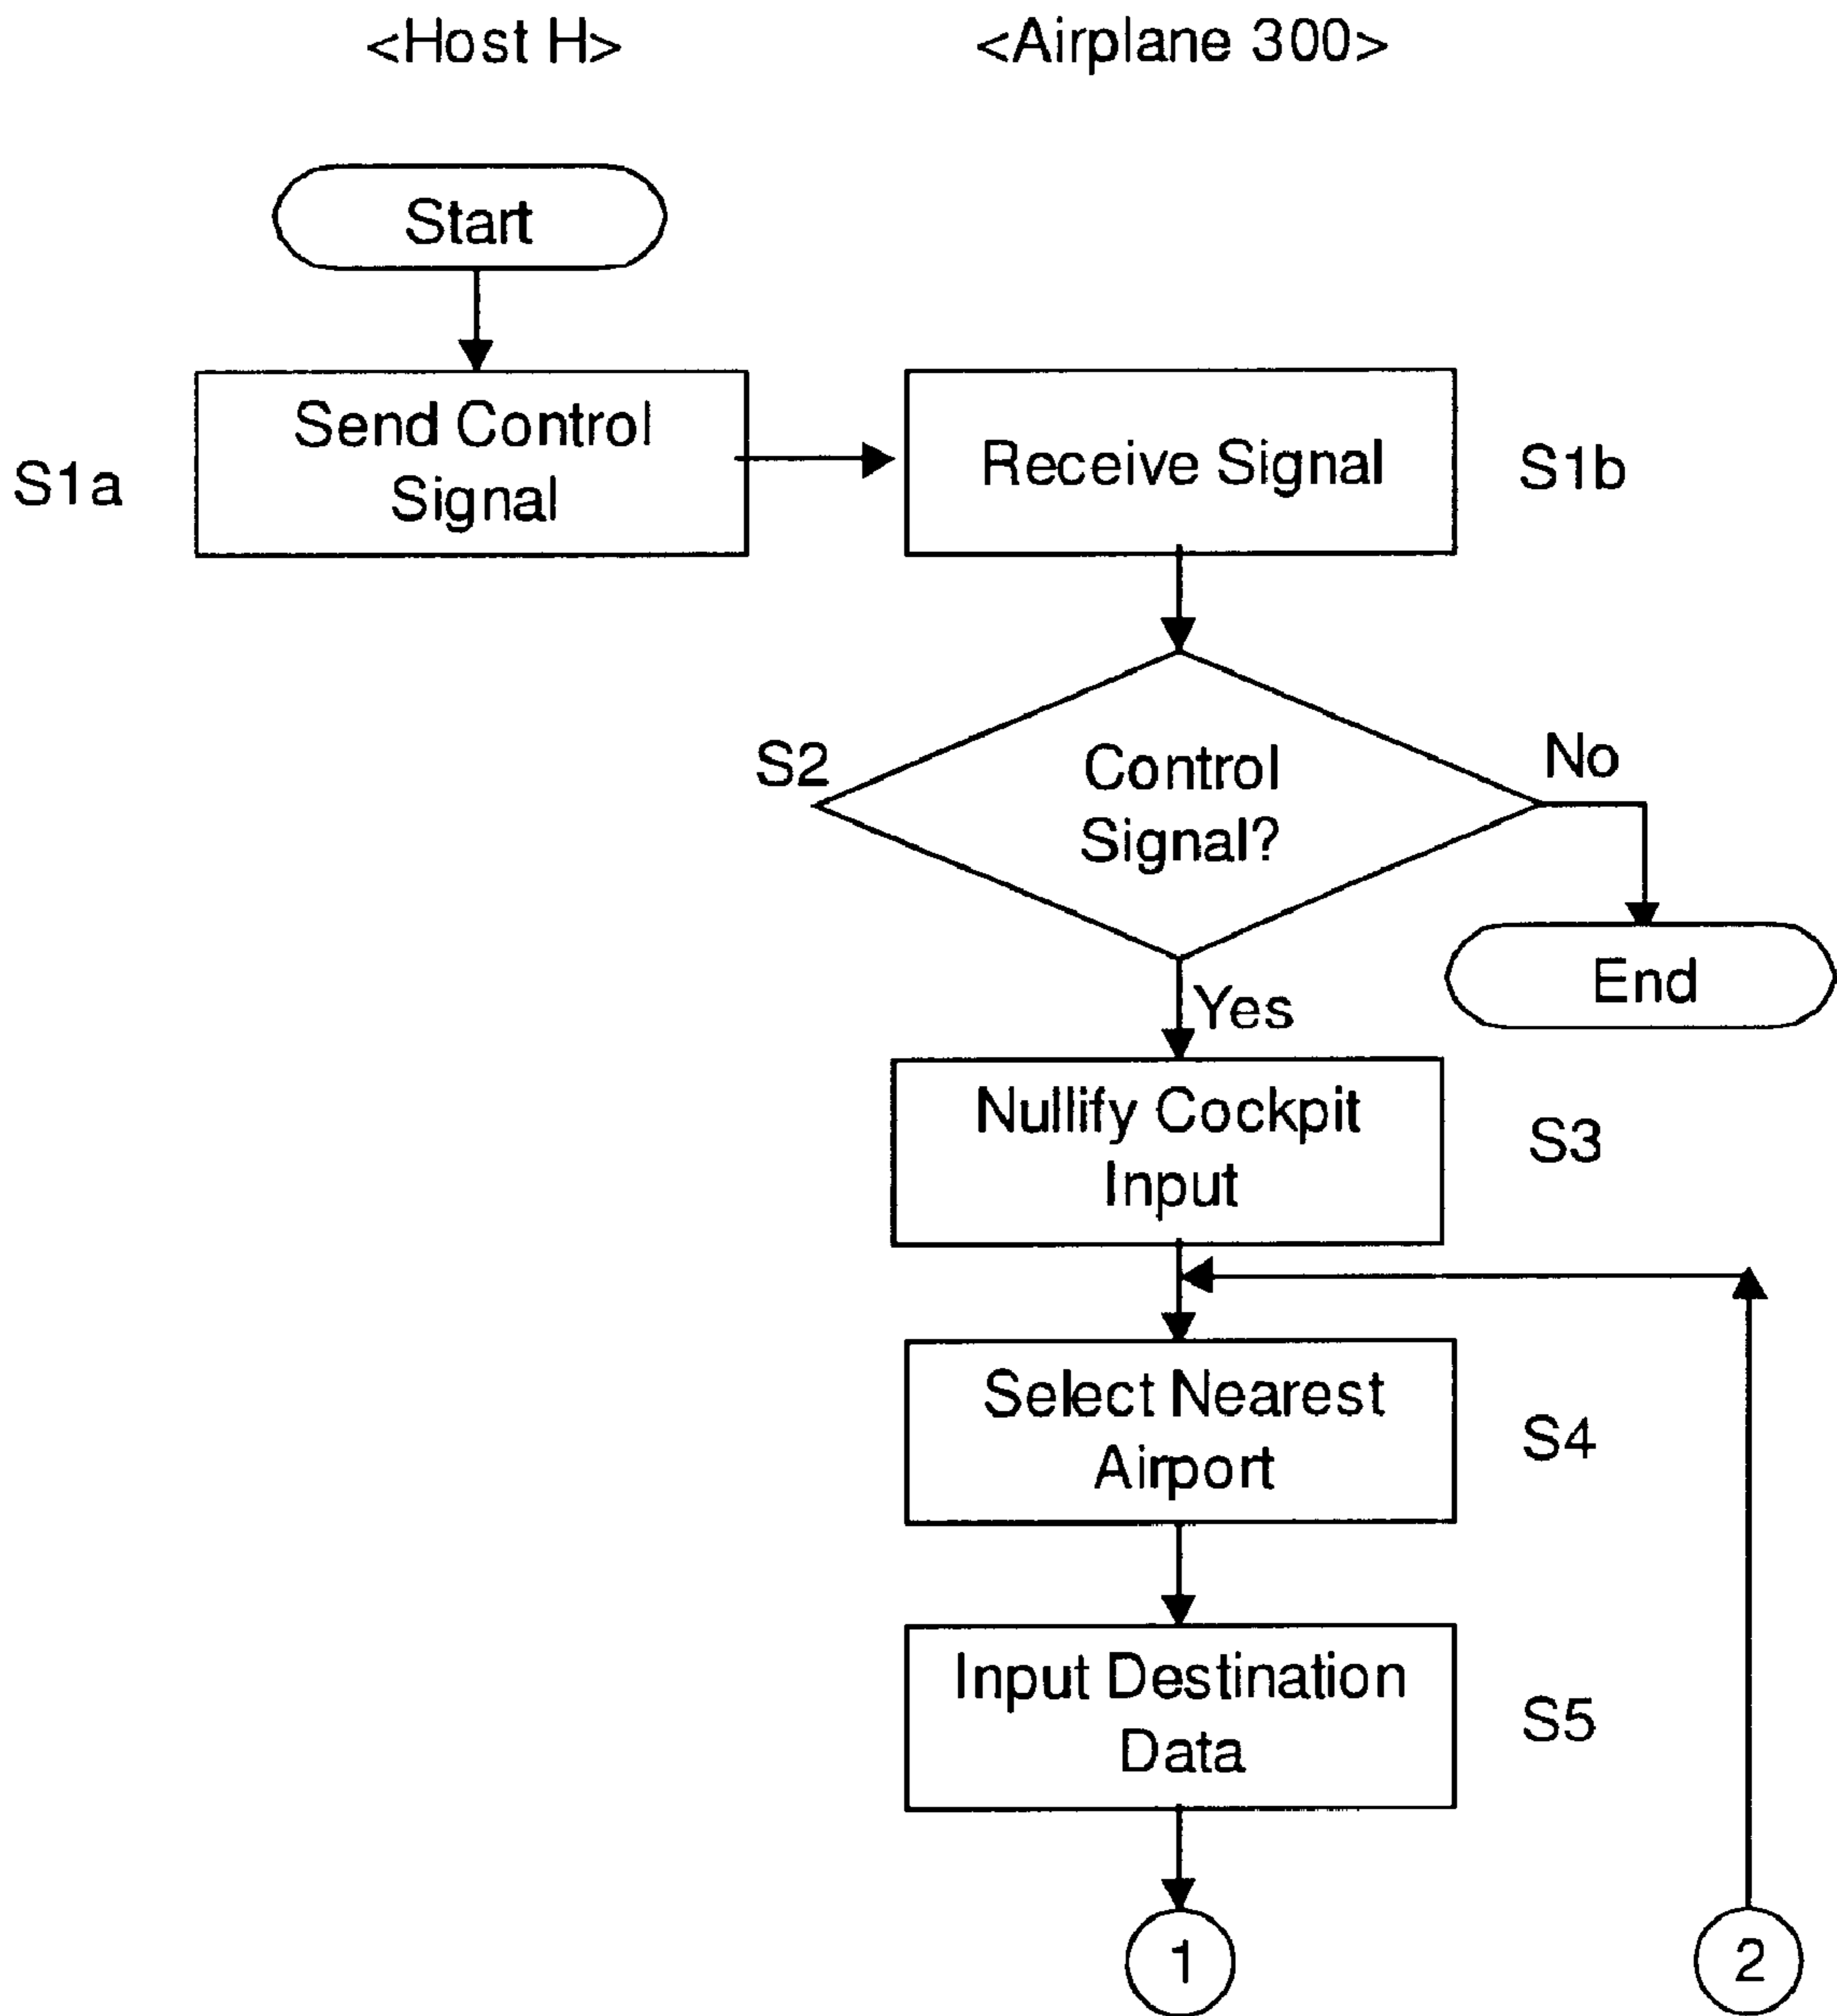 <Host H>
<Airplane 300>
Start
Send Control
Signal
S1a
Receive Signal
S1b
S2
Control
Signal?
No
End
Yes
Nullify Cockpit
Input
S3
Select Nearest
Airport
S4
Input Destination
Data
S5
1
2